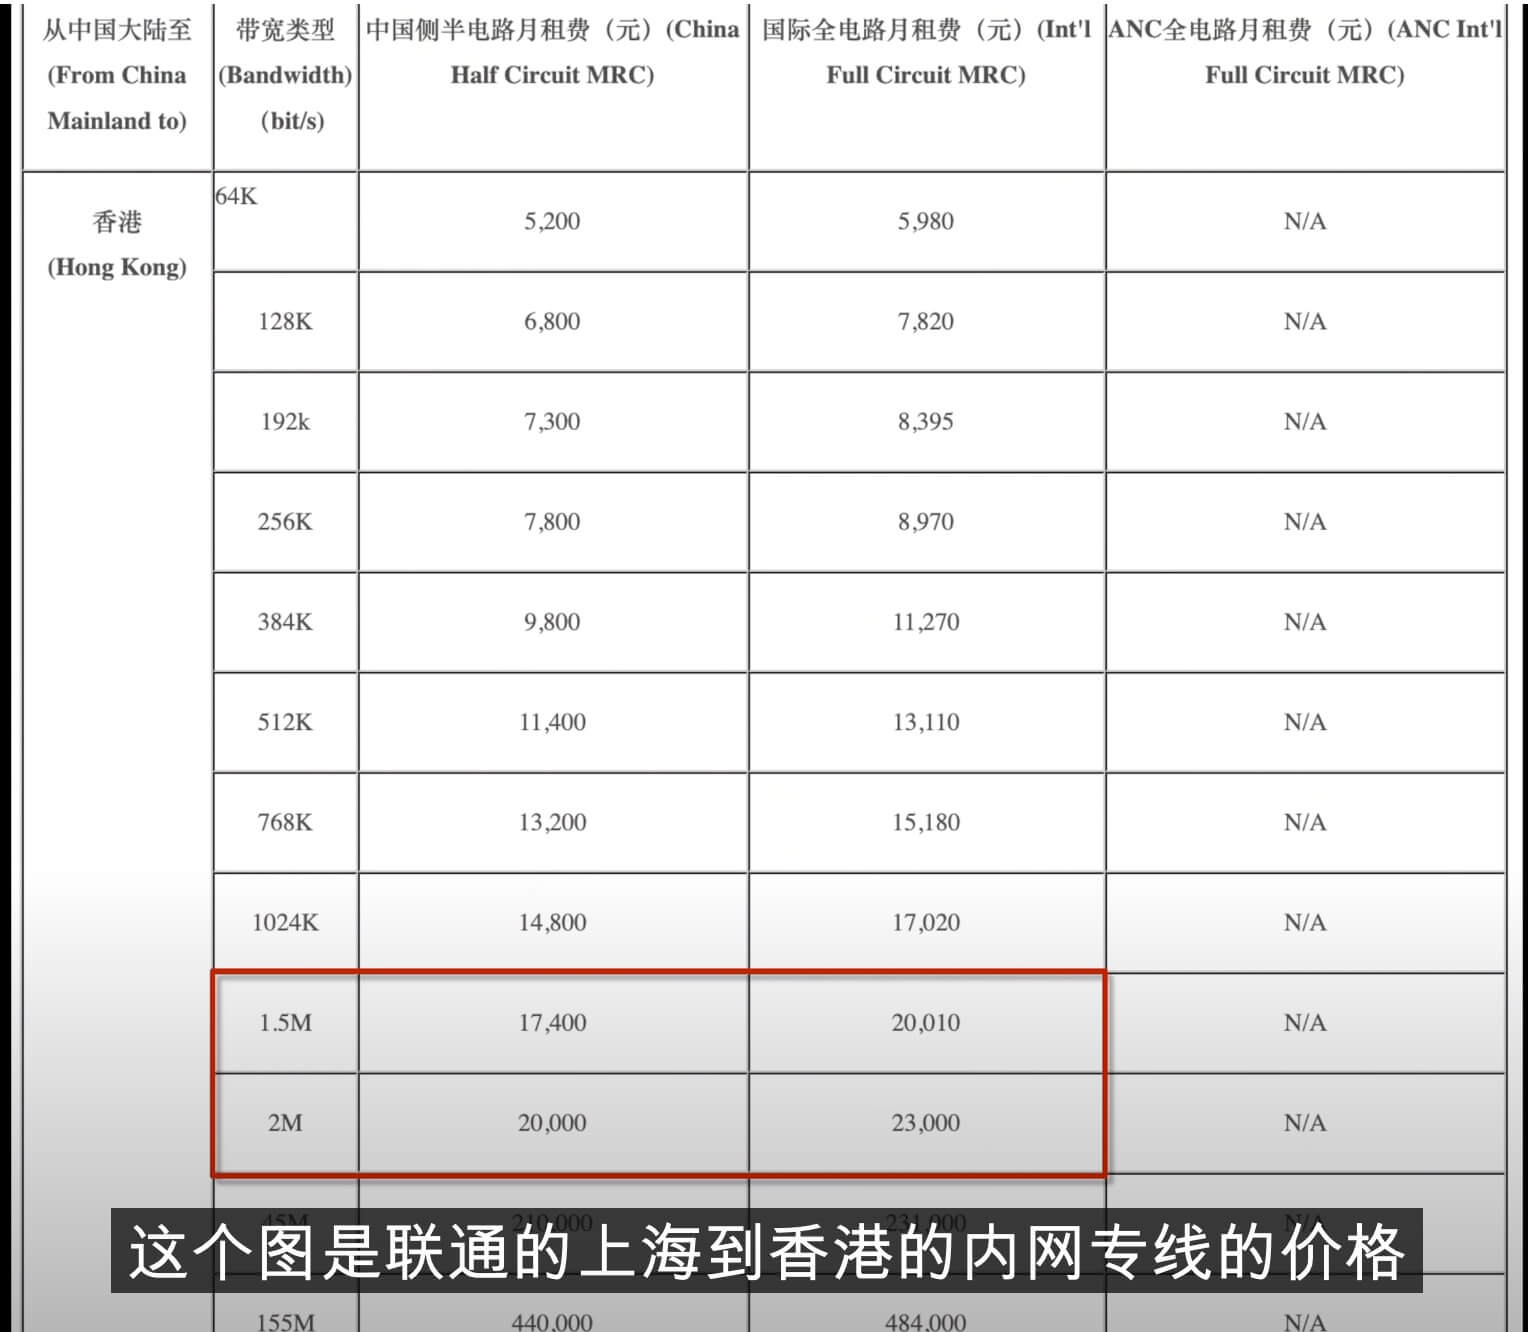 从中国大陆至
(From China
Mainland to)
带宽类型
(Bandwidth)
(bit/s)
中国侧半电路月租费（元）(China
Half Circuit MRC)
国际全电路月租费（元）(Int'l
Full Circuit MRC)
ANC全电路月租费（元）(ANC Int'l
Full Circuit MRC)
香港
(Hong Kong)
64K 5,200 5,980 N/A
128K 6,800 7,820 N/A
192k 7,300 8,395 N/A
256K 7,800 8,970 N/A
384K 9,800 11,270 N/A
512K 11,400 13,110 N/A
768K 13,200 15,180 N/A
1024K 14,800 17,020 N/A
1.5M 17,400 20,010 N/A
2M 20,000 23,000 N/A
45M 210,000 231,000 N/A
这个图是联通的上海到香港的内网专线的价格
155M 440,000 484,000 N/A